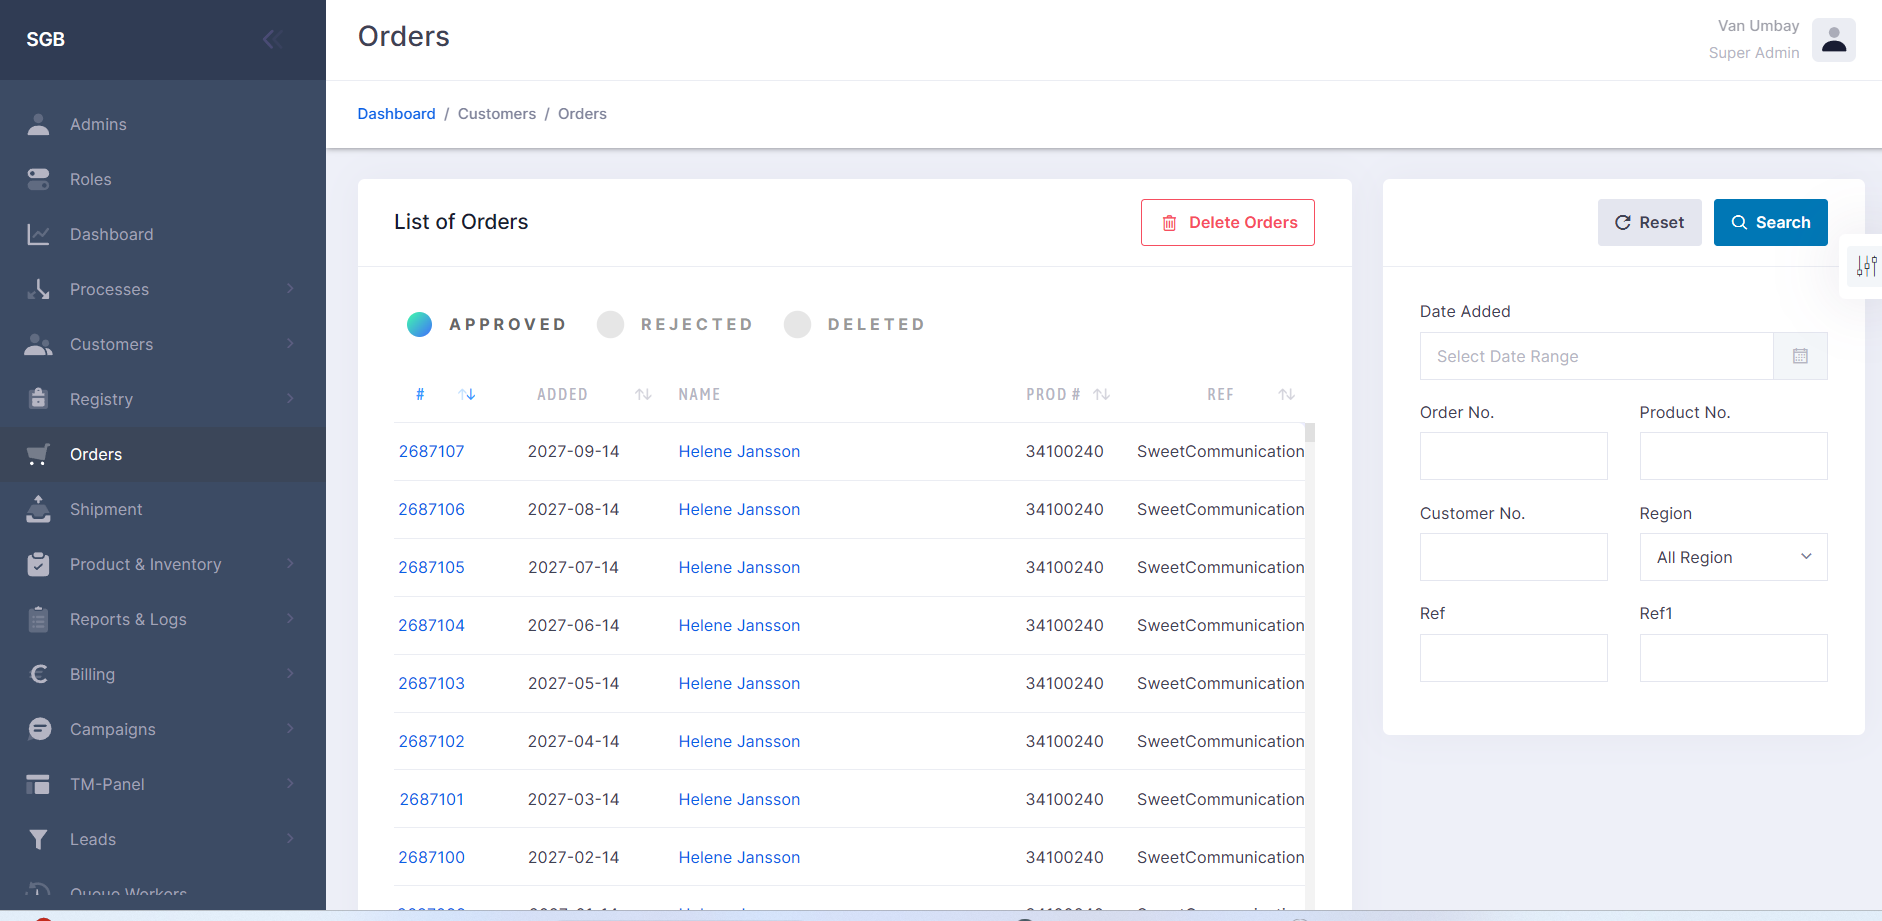 SGB
Orders
Van Umbay
Super Admin
Dashboard / Customers / Orders
Admins
Roles
Dashboard
Processes
Customers
Registry
Orders
Shipment
Product & Inventory
Reports & Logs
Billing
Campaigns
TM-Panel
Leads
Queue Workers
List of Orders
Delete Orders
APPROVED REJECTED DELETED
# ADDED NAME PROD # REF
2687107 2027-09-14 Helene Jansson 34100240 SweetCommunication
2687106 2027-08-14 Helene Jansson 34100240 SweetCommunication
2687105 2027-07-14 Helene Jansson 34100240 SweetCommunication
2687104 2027-06-14 Helene Jansson 34100240 SweetCommunication
2687103 2027-05-14 Helene Jansson 34100240 SweetCommunication
2687102 2027-04-14 Helene Jansson 34100240 SweetCommunication
2687101 2027-03-14 Helene Jansson 34100240 SweetCommunication
2687100 2027-02-14 Helene Jansson 34100240 SweetCommunication
Reset Search
Date Added
Select Date Range
Order No. Product No.
Customer No. Region
All Region
Ref Ref1